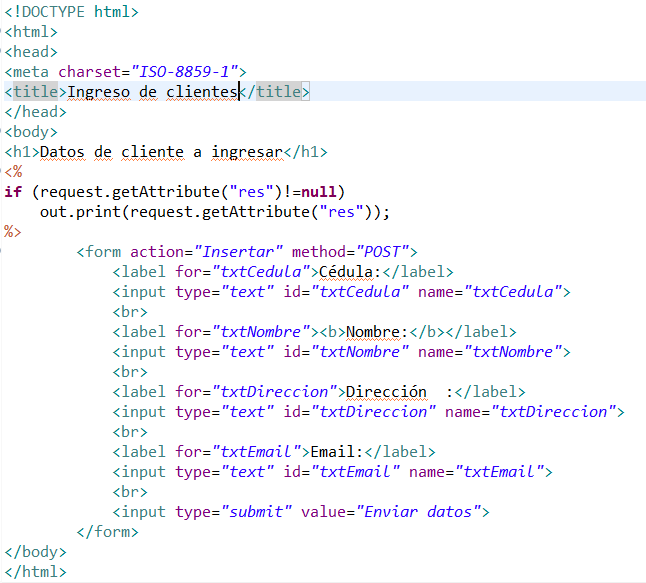 <!DOCTYPE html>
<html>
<head>
<meta charset="ISO-8859-1">
<title>Ingreso de clientes</title>
</head>
<body>
<h1>Datos de cliente a ingresar</h1>
<%
if (request.getAttribute("res")!=null)
    out.print(request.getAttribute("res"));
%>
        <form action="Insertar" method="POST">
            <label for="txtCedula">Cédula:</label>
            <input type="text" id="txtCedula" name="txtCedula">
            <br>
            <label for="txtNombre"><b>Nombre:</b></label>
            <input type="text" id="txtNombre" name="txtNombre">
            <br>
            <label for="txtDireccion">Dirección  :</label>
            <input type="text" id="txtDireccion" name="txtDireccion">
            <br>
            <label for="txtEmail">Email:</label>
            <input type="text" id="txtEmail" name="txtEmail">
            <br>
            <input type="submit" value="Enviar datos">
        </form>
</body>
</html>